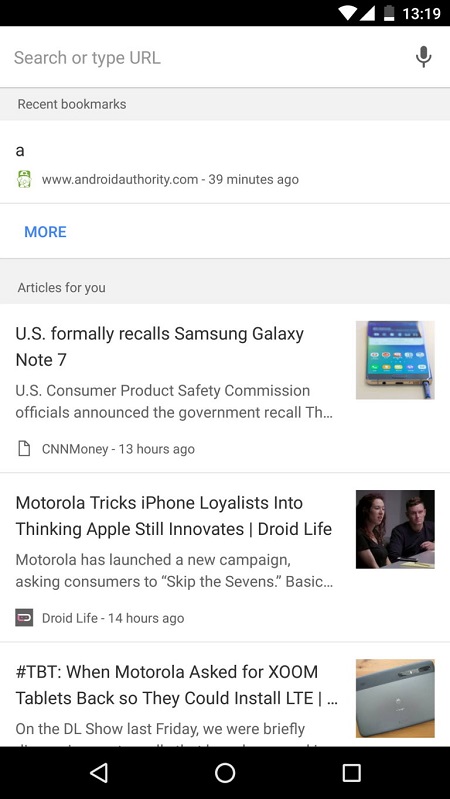 13:19
Search or type URL
Recent bookmarks
a
www.androidauthority.com - 39 minutes ago
MORE
Articles for you
U.S. formally recalls Samsung Galaxy
Note 7
U.S. Consumer Product Safety Commission
officials announced the government recall Th...
CNNMoney - 13 hours ago
Motorola Tricks iPhone Loyalists Into
Thinking Apple Still Innovates | Droid Life
Motorola has launched a new campaign,
asking consumers to “Skip the Sevens.” Basic...
Droid Life - 14 hours ago
#TBT: When Motorola Asked for XOOM
Tablets Back so They Could Install LTE | ...
On the DL Show last Friday, we were briefly